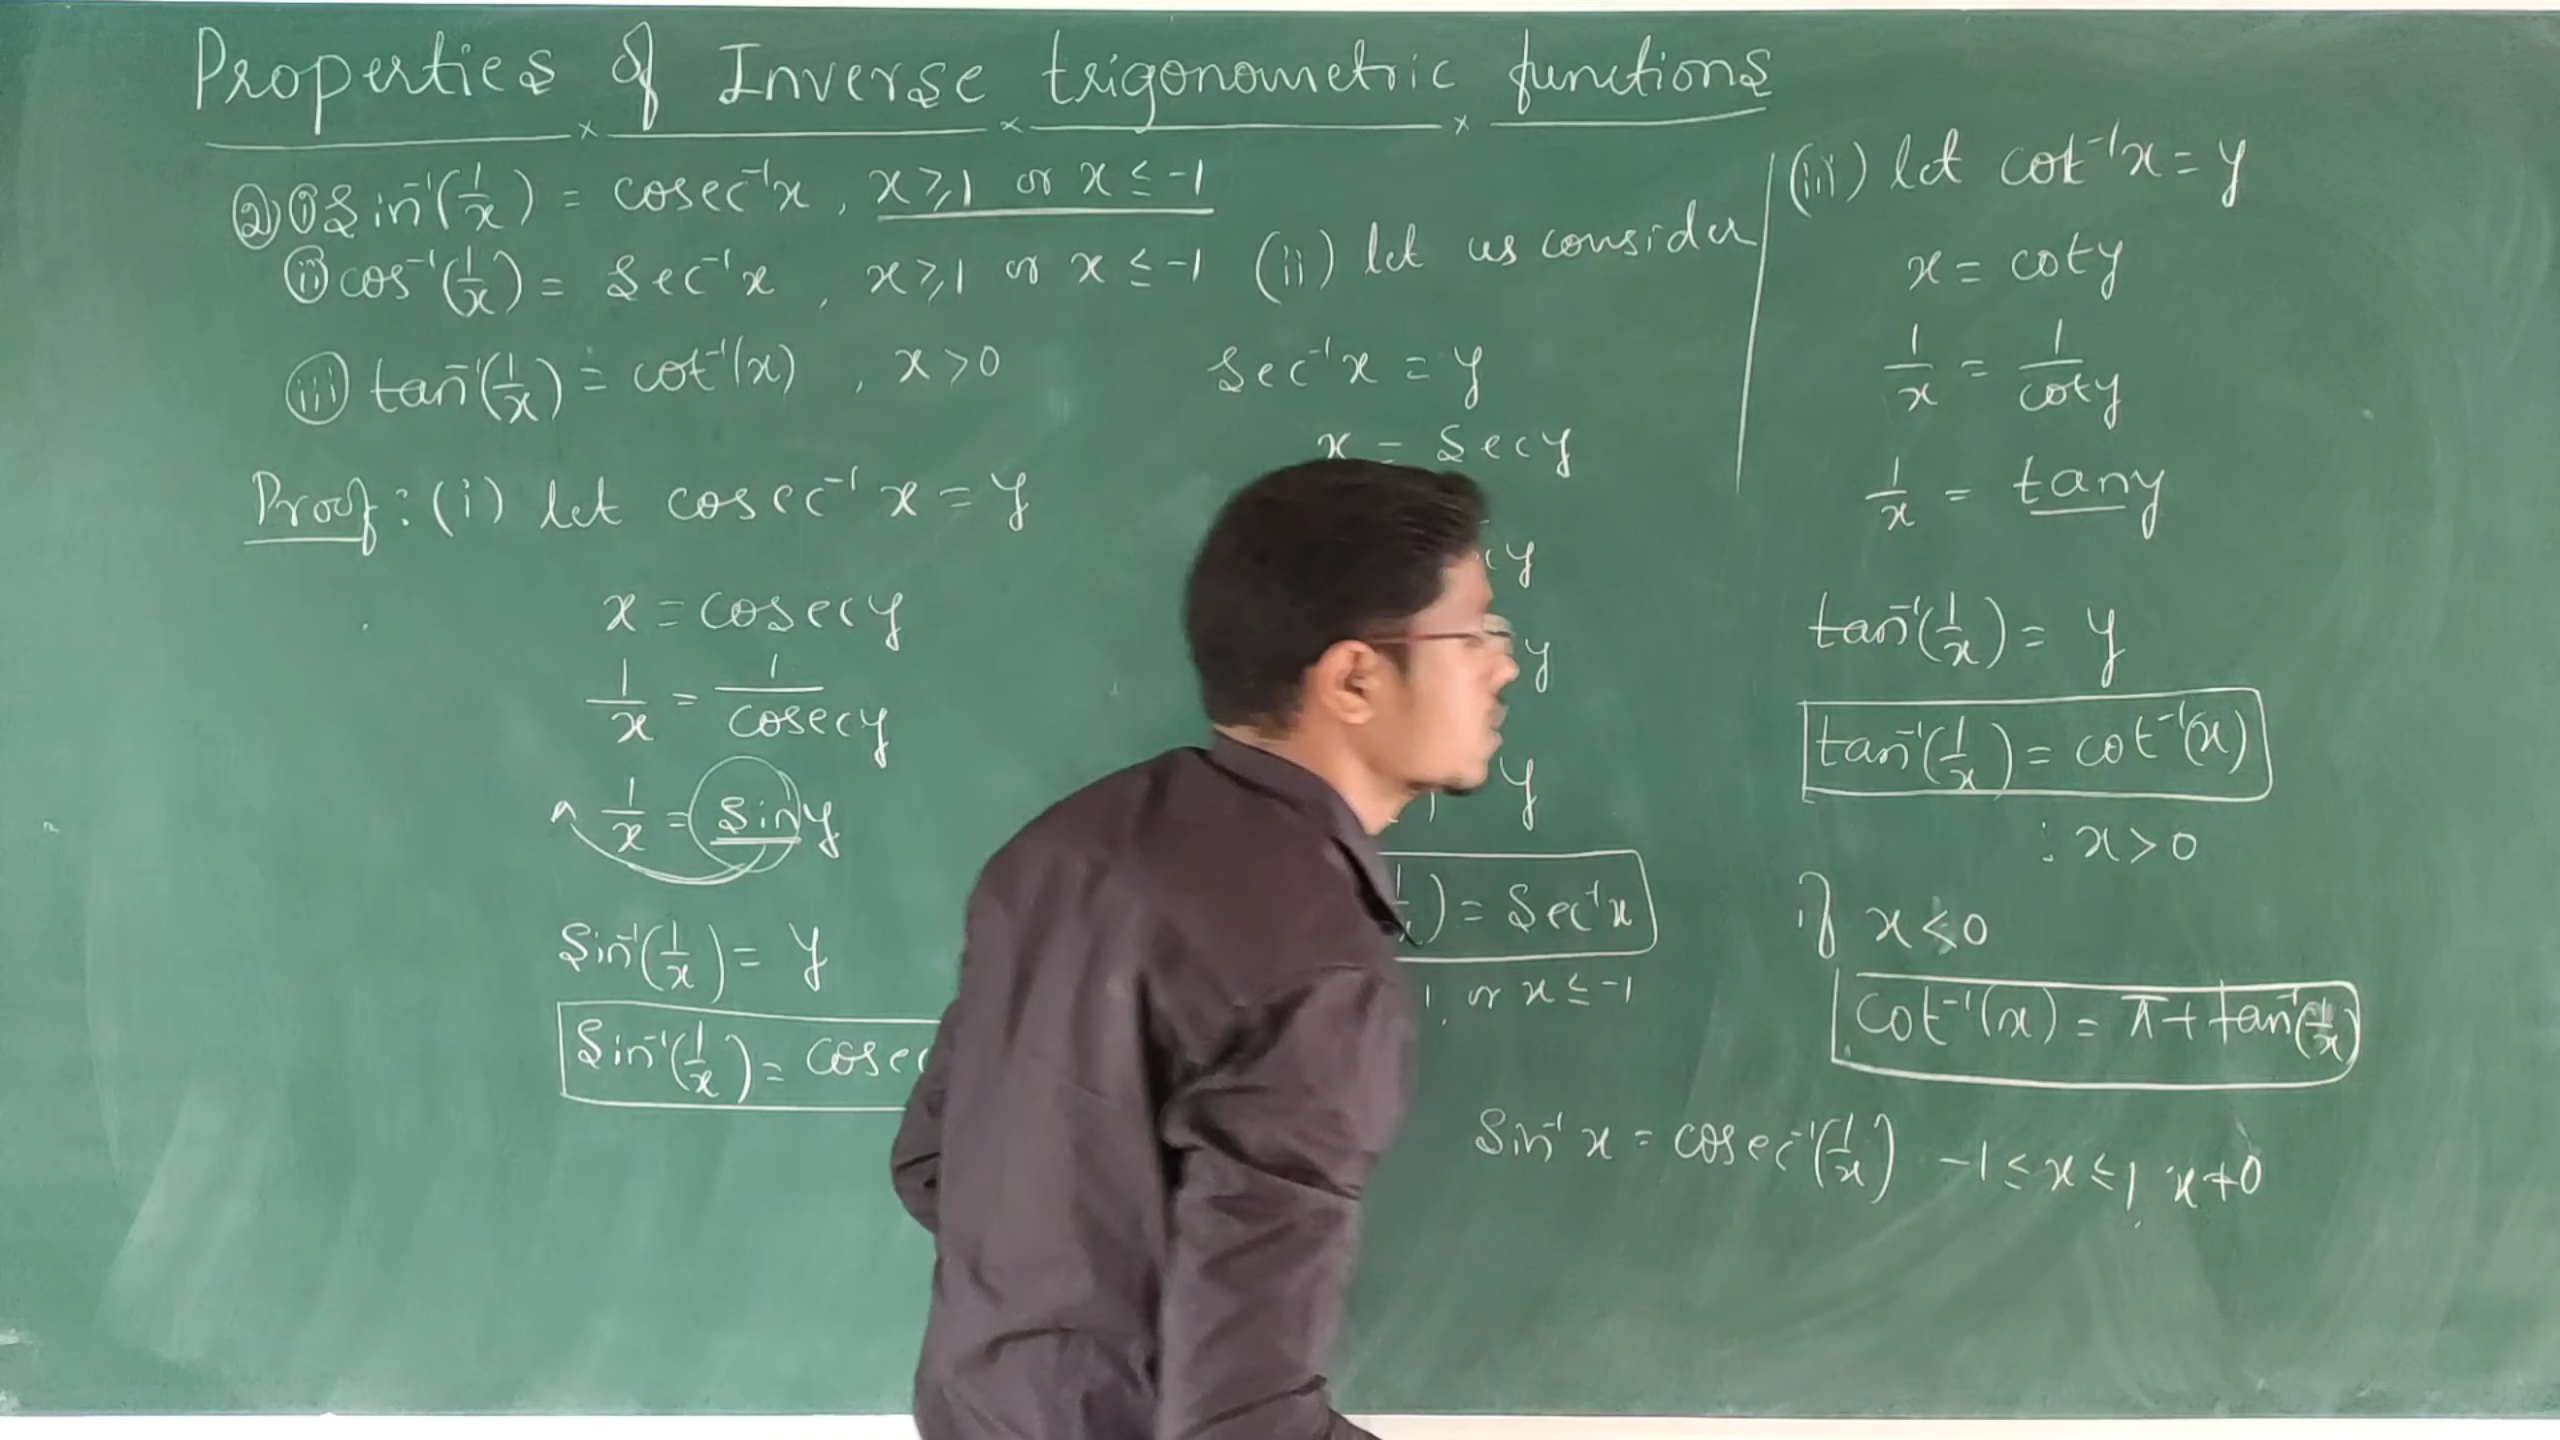 Properties of Inverse trigonometric functions
② ⓘ Sin⁻¹(1/x) = cosec⁻¹x, x ≥ 1 or x ≤ -1
ⓘⓘ cos⁻¹(1/x) = Sec⁻¹x, x ≥ 1 or x ≤ -1
ⓘⓘⓘ tan⁻¹(1/x) = cot⁻¹(x), x > 0
Proof: (i) let cosec⁻¹ x = y
x = cosec y
1/x = 1/cosec y
1/x = Sin y
Sin⁻¹(1/x) = y
Sin⁻¹(1/x) = cosec
(ii) let us consider
Sec⁻¹x = y
x = Sec y
y
y
y
) = Sec⁻¹x
or x ≤ -1
(iii) let cot⁻¹x = y
x = cot y
1/x = 1/cot y
1/x = tan y
tan⁻¹(1/x) = y
tan⁻¹(1/x) = cot⁻¹(x)
: x > 0
if x < 0
cot⁻¹(x) = π + tan⁻¹(1/x)
Sin⁻¹ x = cosec⁻¹(1/x) -1 ≤ x ≤ 1, x ≠ 0